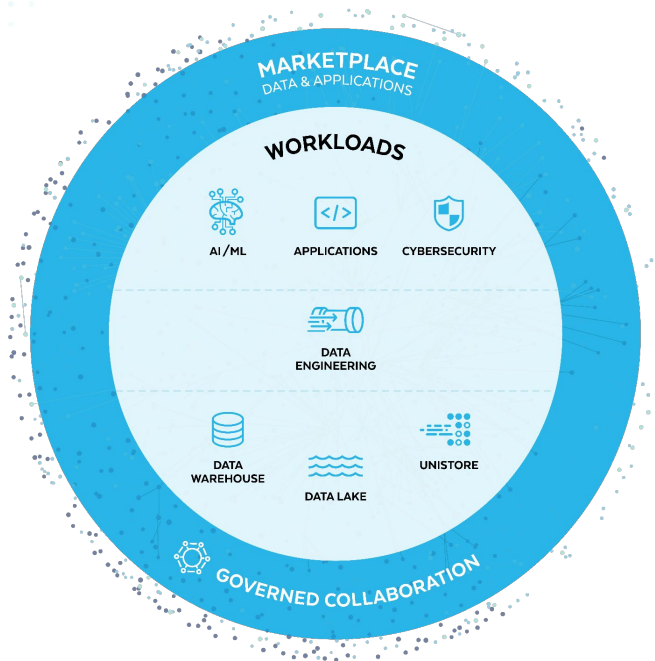 MARKETPLACE
DATA & APPLICATIONS
WORKLOADS
AI/ML
APPLICATIONS
CYBERSECURITY
DATA
ENGINEERING
DATA
WAREHOUSE
DATA LAKE
UNISTORE
GOVERNED COLLABORATION